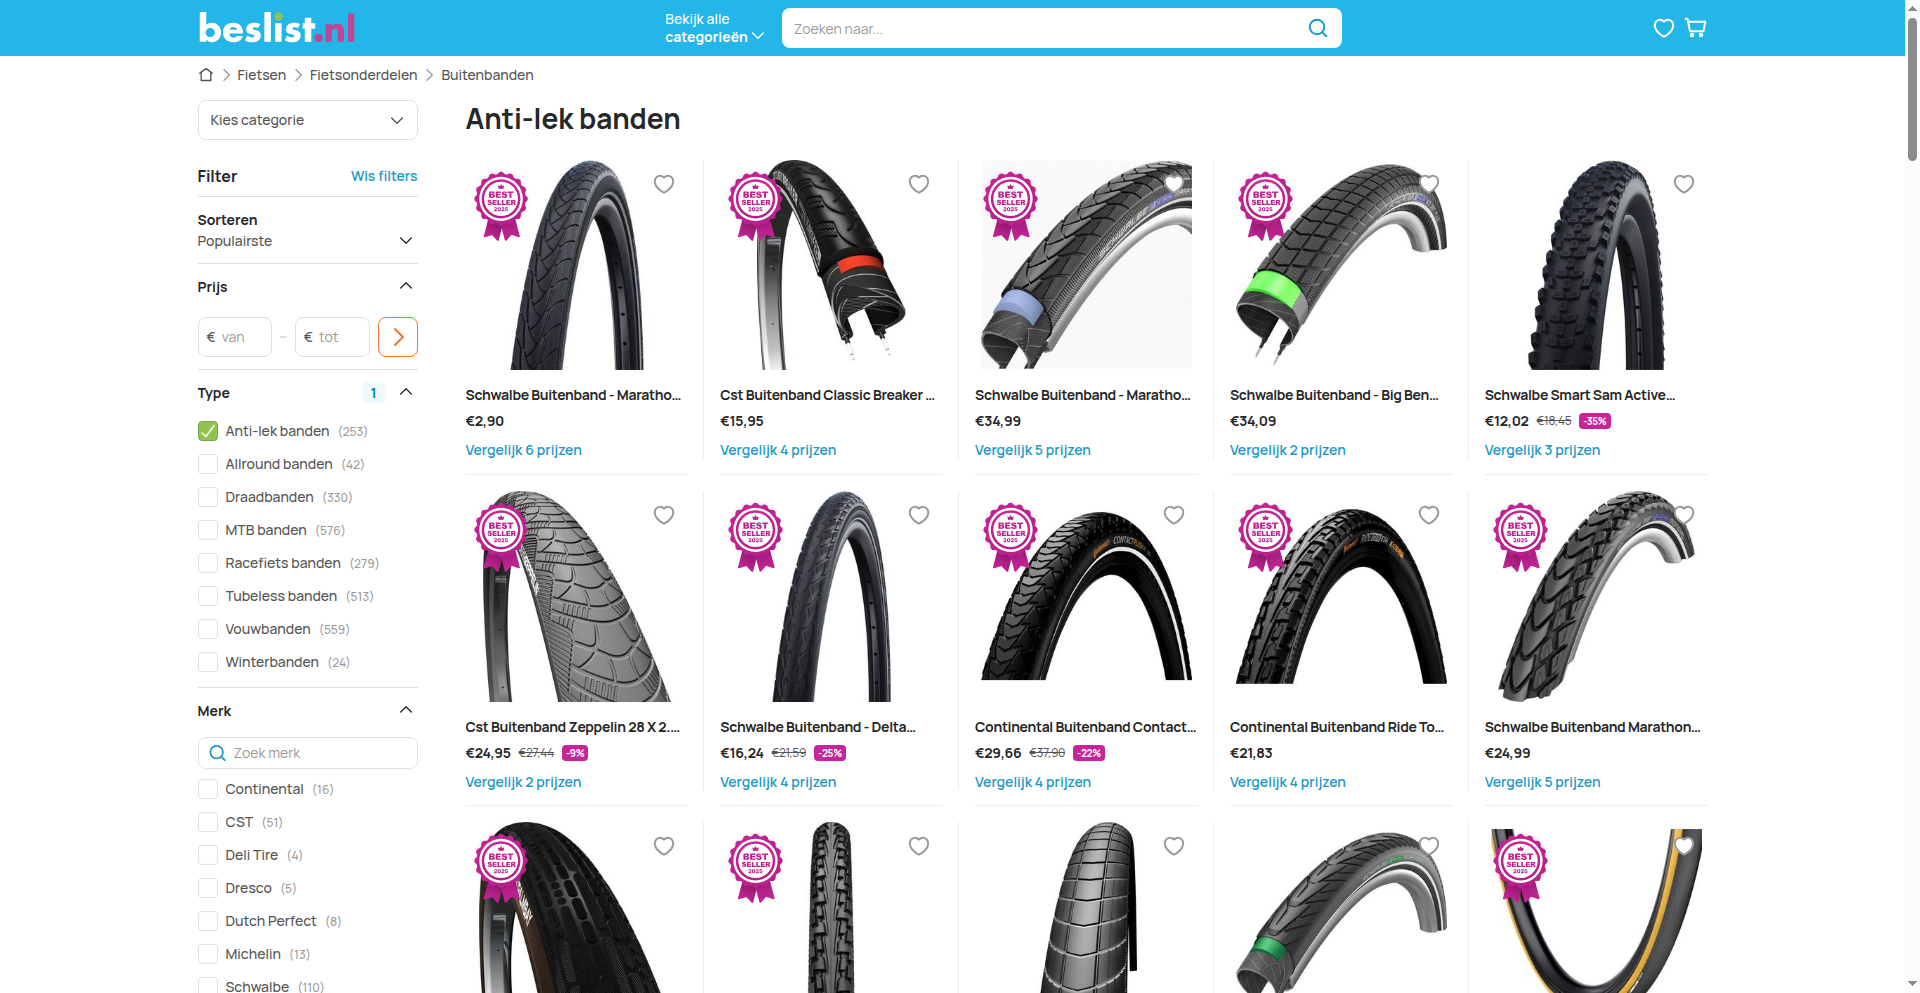 beslist.nl
Bekijk alle
categorieën
Zoeken naar...
Fietsen
Fietsonderdelen
Buitenbanden
Kies categorie
Anti-lek banden
Filter
Wis filters
Sorteren
Populairste
Prijs
€ van
–
€ tot
Type
1
Anti-lek banden (253)
Allround banden (42)
Draadbanden (330)
MTB banden (576)
Racefiets banden (279)
Tubeless banden (513)
Vouwbanden (559)
Winterbanden (24)
Merk
Zoek merk
Continental (16)
CST (51)
Deli Tire (4)
Dresco (5)
Dutch Perfect (8)
Michelin (13)
Schwalbe (110)
BEST
SELLER
2025
Schwalbe Buitenband - Maratho...
€2,90
Vergelijk 6 prijzen
BEST
SELLER
2025
Cst Buitenband Classic Breaker ...
€15,95
Vergelijk 4 prijzen
BEST
SELLER
2025
Schwalbe Buitenband - Maratho...
€34,99
Vergelijk 5 prijzen
BEST
SELLER
2025
Schwalbe Buitenband - Big Ben...
€34,09
Vergelijk 2 prijzen
Schwalbe Smart Sam Active...
€12,02 €18,45 -35%
Vergelijk 3 prijzen
BEST
SELLER
2025
Cst Buitenband Zeppelin 28 X 2....
€24,95 €27,44 -9%
Vergelijk 2 prijzen
BEST
SELLER
2025
Schwalbe Buitenband - Delta...
€16,24 €21,59 -25%
Vergelijk 4 prijzen
BEST
SELLER
2025
Continental Buitenband Contact...
€29,66 €37,90 -22%
Vergelijk 4 prijzen
BEST
SELLER
2025
Continental Buitenband Ride To...
€21,83
Vergelijk 4 prijzen
BEST
SELLER
2025
Schwalbe Buitenband Marathon...
€24,99
Vergelijk 5 prijzen
BEST
SELLER
2025
BEST
SELLER
2025
BEST
SELLER
2025